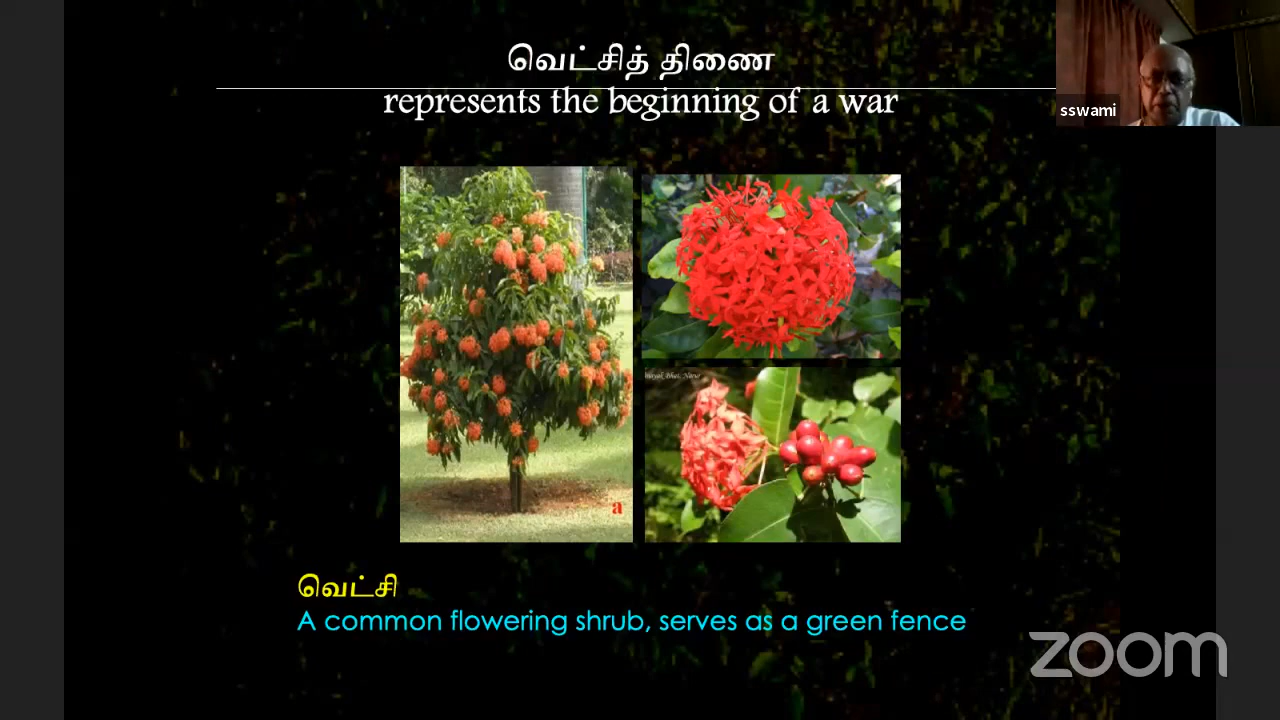 வெட்சித் திணை
represents the beginning of a war
sswami
a
வெட்சி
A common flowering shrub, serves as a green fence
zoom